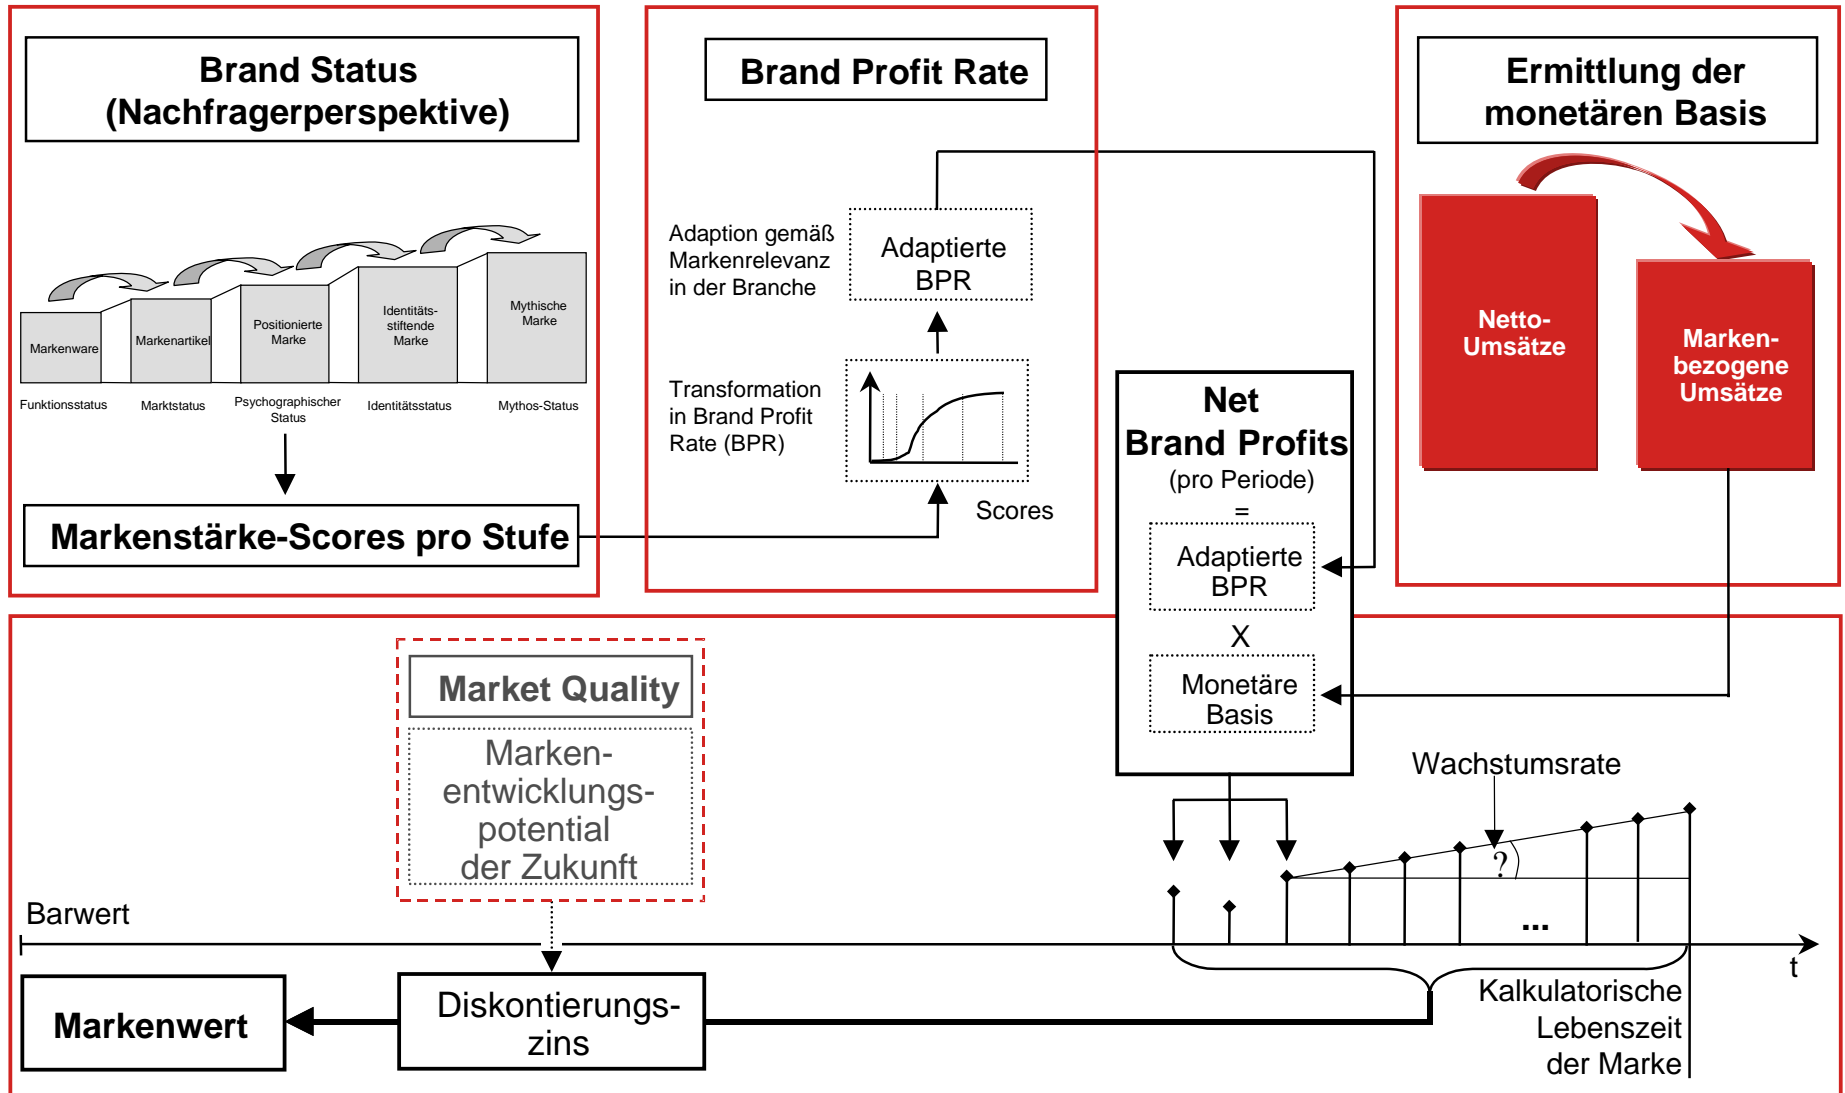 Brand Status
(Nachfragerperspektive)
Markenware
Markenartikel
Positionierte
Marke
Identitäts-
stiftende
Marke
Mythische
Marke
Funktionsstatus
Marktstatus
Psychographischer
Status
Identitätsstatus
Mythos-Status
Markenstärke-Scores pro Stufe
Brand Profit Rate
Adaption gemäß
Markenrelevanz
in der Branche
Adaptierte
BPR
Transformation
in Brand Profit
Rate (BPR)
Scores
Ermittlung der
monetären Basis
Netto-
Umsätze
Marken-
bezogene
Umsätze
Net
Brand Profits
(pro Periode)
=
Adaptierte
BPR
X
Monetäre
Basis
Market Quality
Marken-
entwicklungs-
potential
der Zukunft
Wachstumsrate
?
...
Barwert
t
Markenwert
Diskontierungs-
zins
Kalkulatorische
Lebenszeit
der Marke